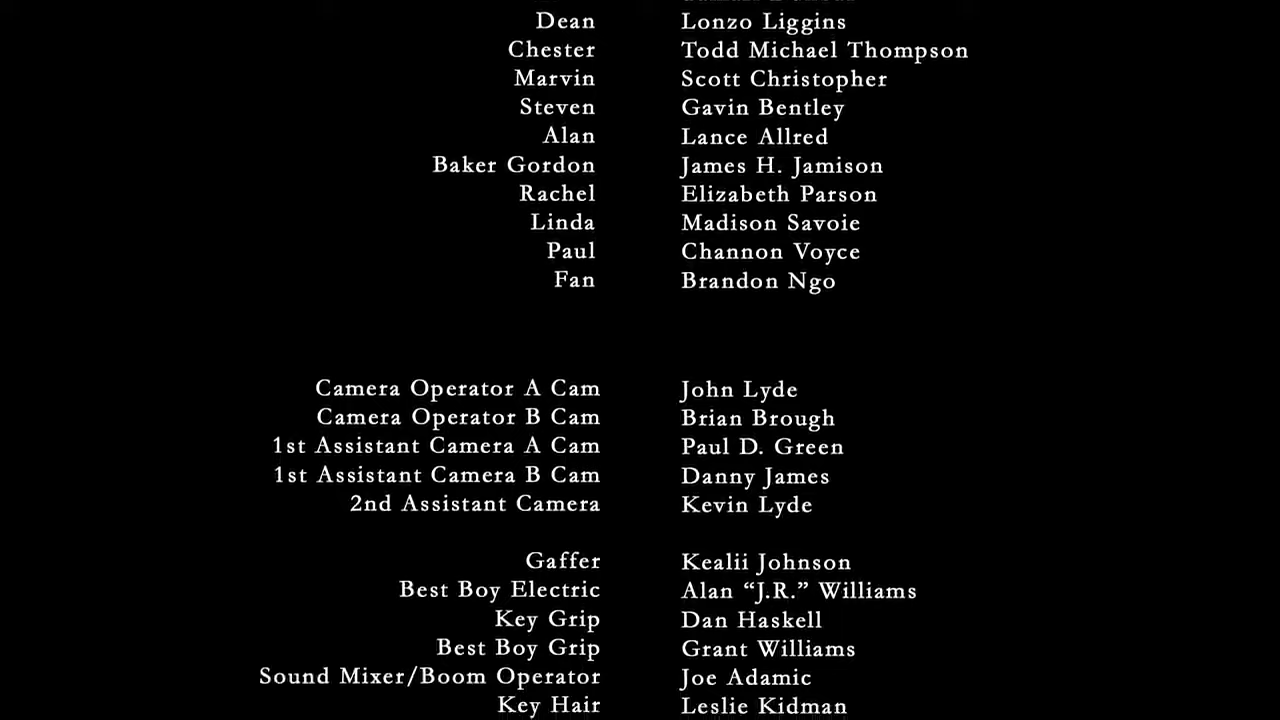 Dean Lonzo Liggins
Chester Todd Michael Thompson
Marvin Scott Christopher
Steven Gavin Bentley
Alan Lance Allred
Baker Gordon James H. Jamison
Rachel Elizabeth Parson
Linda Madison Savoie
Paul Channon Voyce
Fan Brandon Ngo
Camera Operator A Cam John Lyde
Camera Operator B Cam Brian Brough
1st Assistant Camera A Cam Paul D. Green
1st Assistant Camera B Cam Danny James
2nd Assistant Camera Kevin Lyde
Gaffer Kealii Johnson
Best Boy Electric Alan “J.R.” Williams
Key Grip Dan Haskell
Best Boy Grip Grant Williams
Sound Mixer/Boom Operator Joe Adamic
Key Hair Leslie Kidman